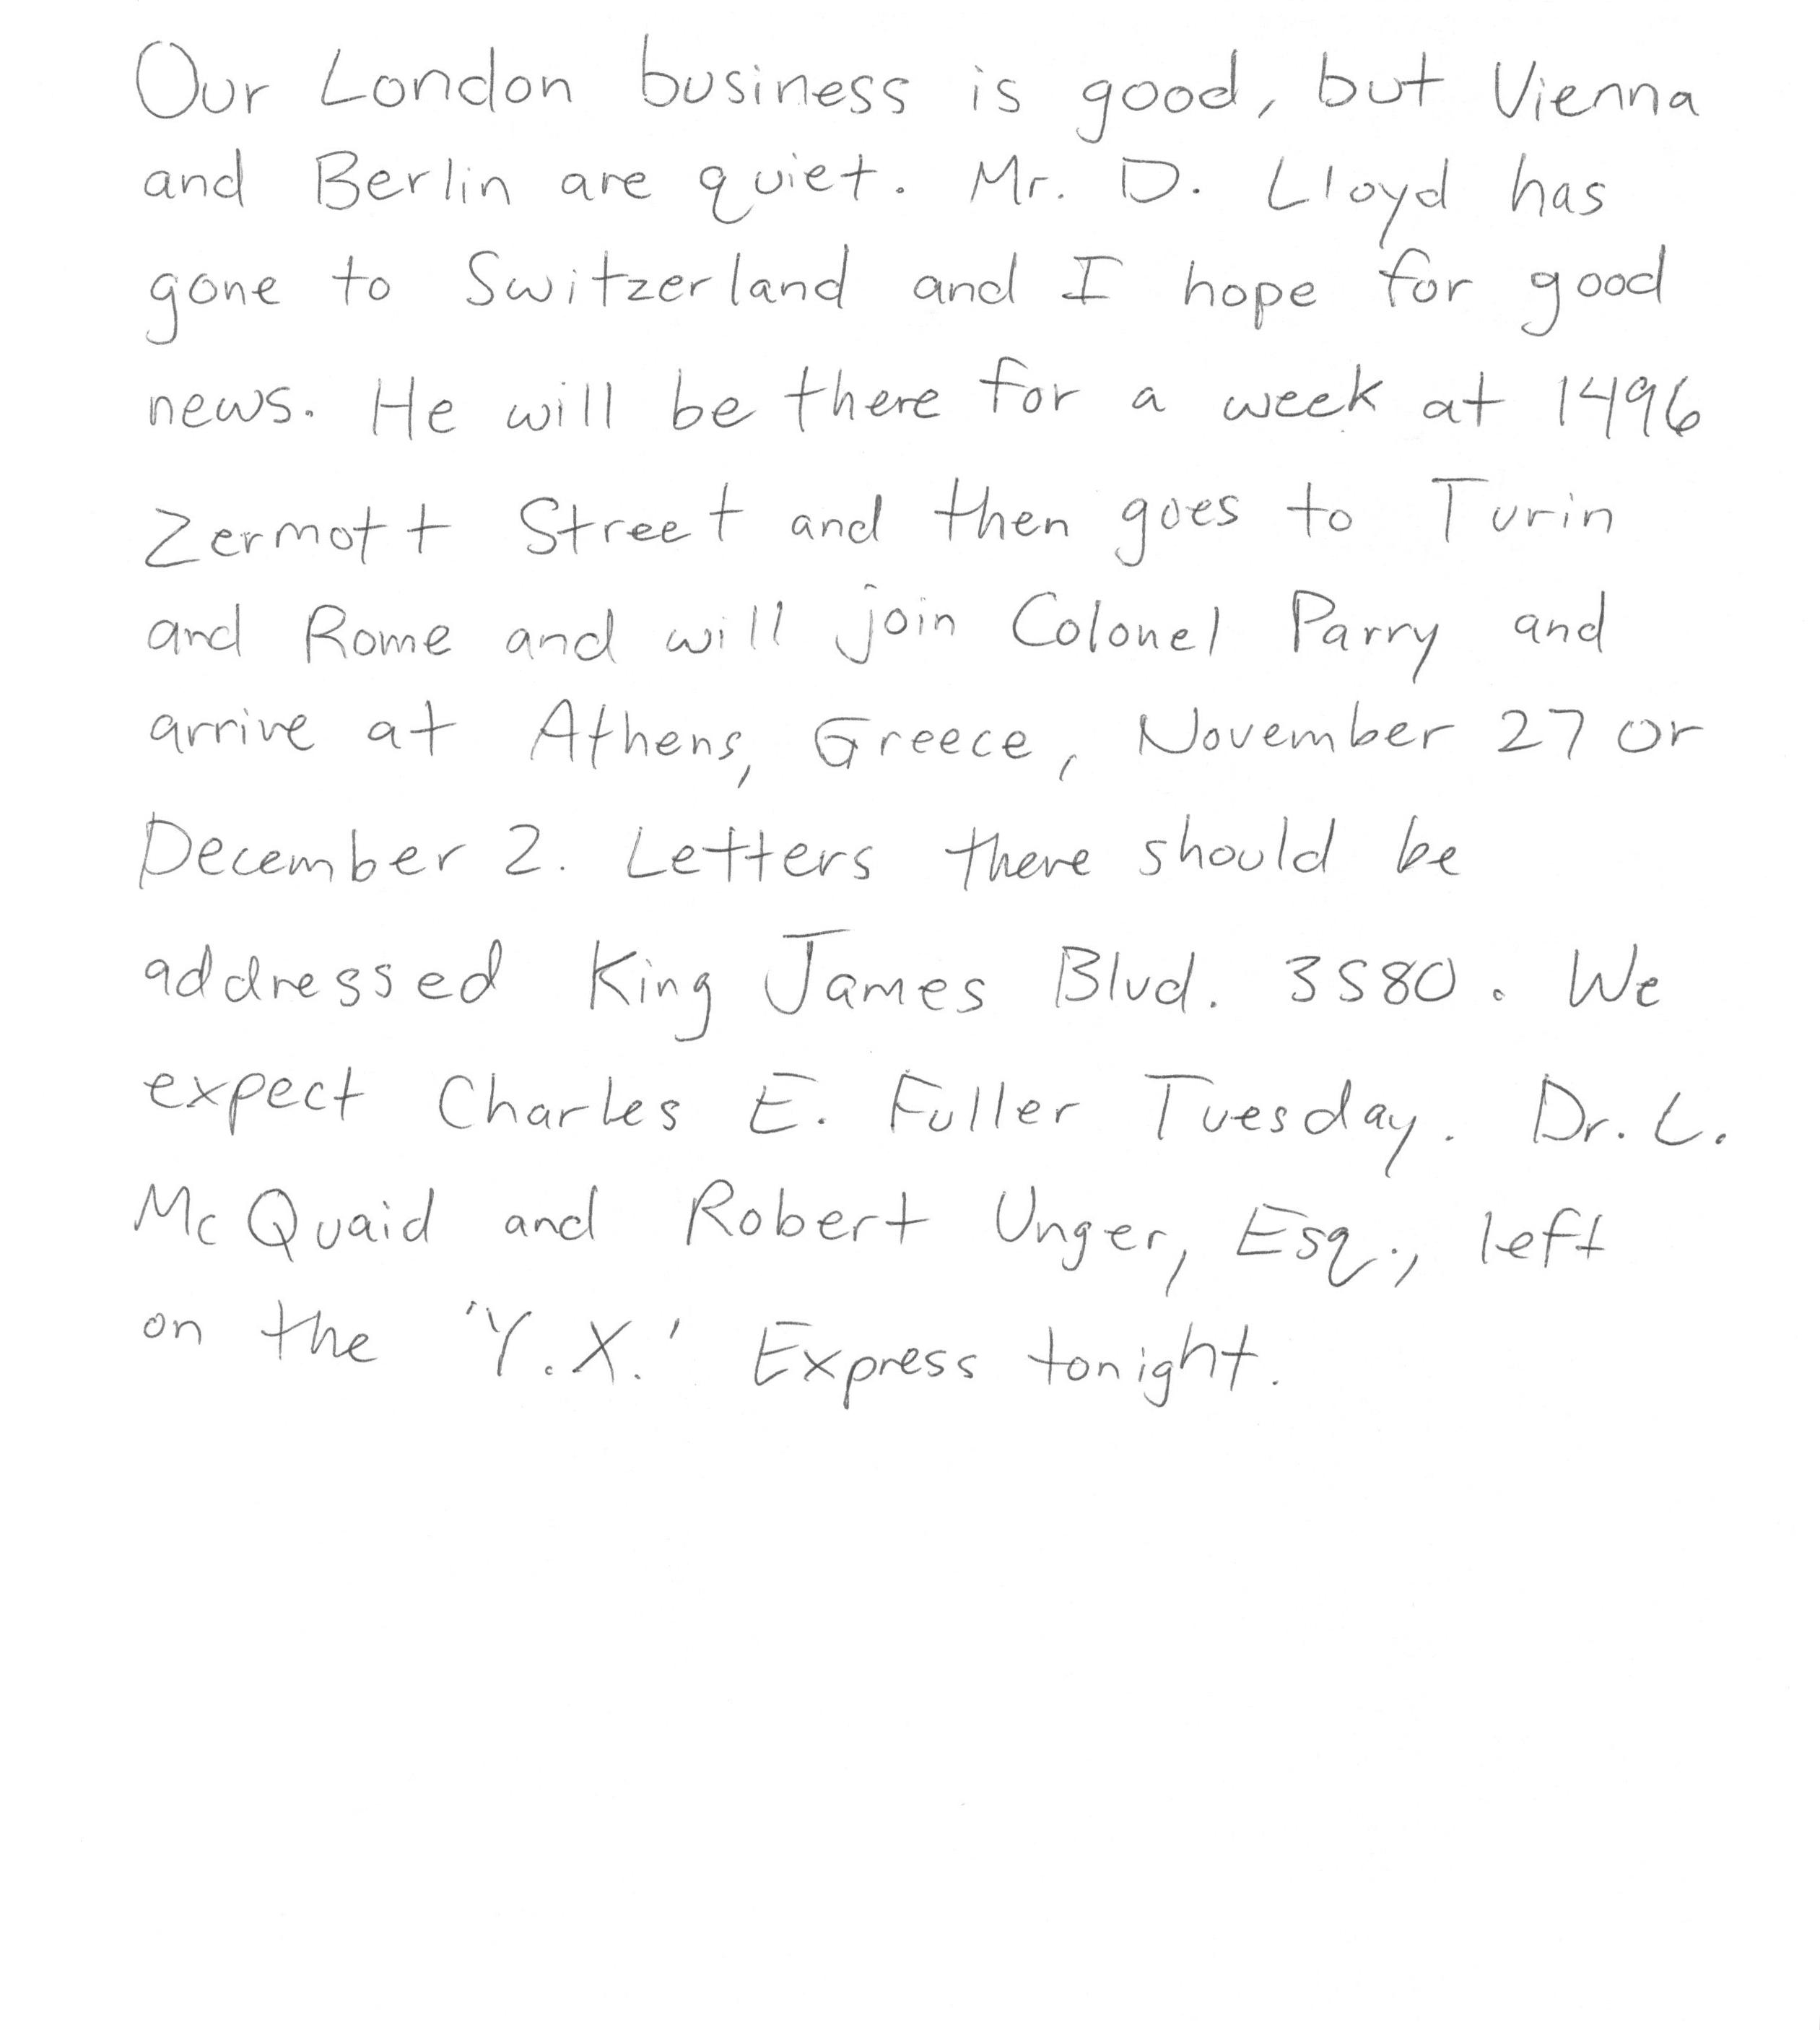 Our London business is good, but Vienna
and Berlin are quiet. Mr. D. Lloyd has
gone to Switzerland and I hope for good
news. He will be there for a week at 1496
Zermott Street and then goes to Turin
and Rome and will join Colonel Parry and
arrive at Athens, Greece, November 27 or
December 2. Letters there should be
addressed King James Blvd. 3580. We
expect Charles E. Fuller Tuesday. Dr. L.
McQuaid and Robert Unger, Esq., left
on the 'Y.X.' Express tonight.